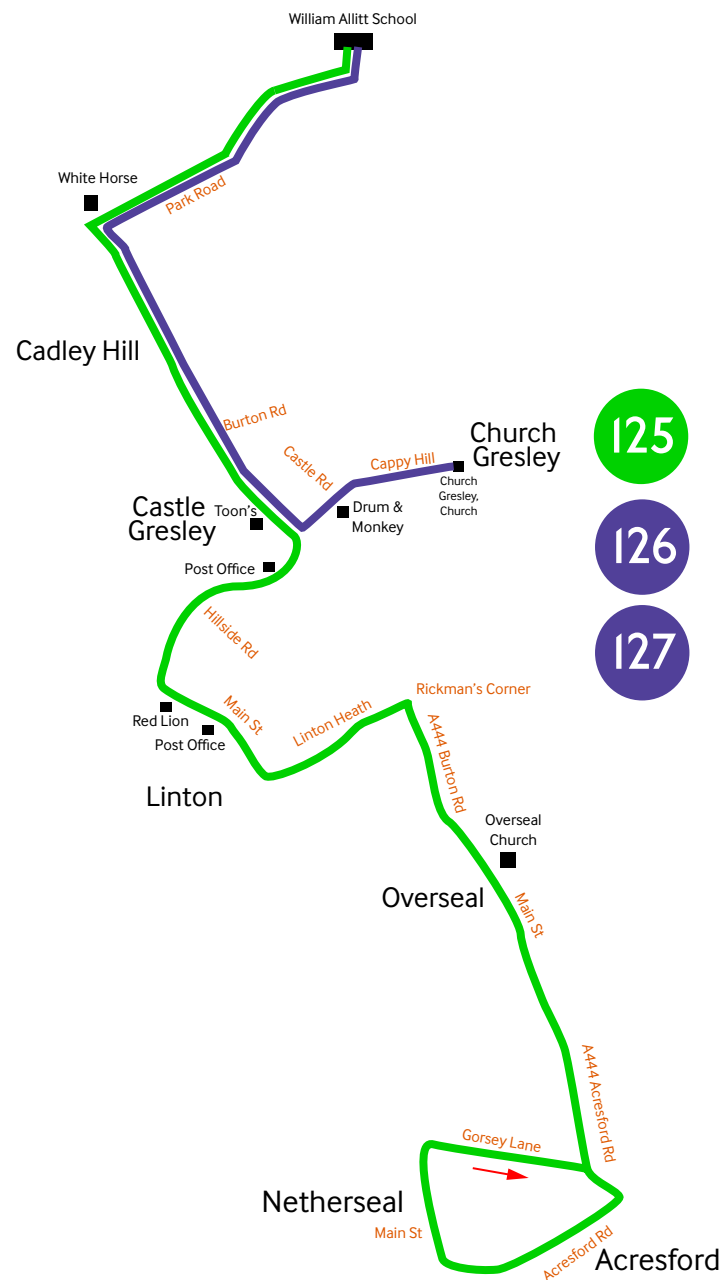 William Allitt School
White Horse
Park Road
Cadley Hill
Burton Rd
Castle Rd
Cappy Hill
Church
Gresley
Church
Gresley,
Church
125
126
127
Castle
Gresley
Toon's
Drum &
Monkey
Post Office
Hillside Rd
Red Lion
Main St
Post Office
Linton
Linton Heath
Rickman's Corner
A444 Burton Rd
Overseal
Church
Overseal
Main St
A444 Acresford Rd
Gorsey Lane
Netherseal
Main St
Acresford Rd
Acresford